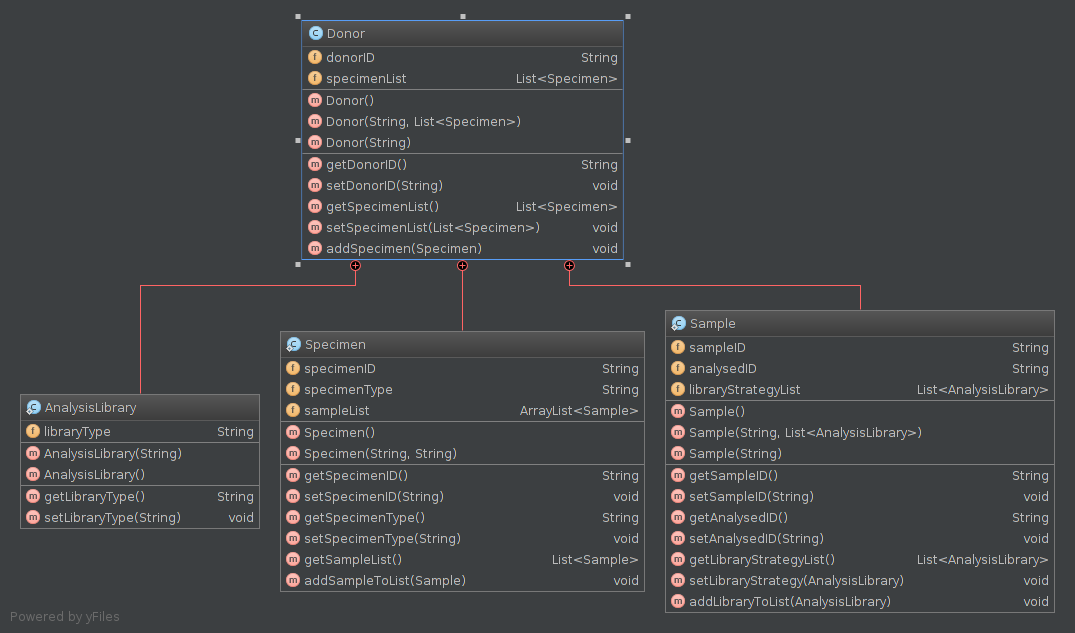 Donor
donorID String
specimenList List<Specimen>
Donor()
Donor(String, List<Specimen>)
Donor(String)
getDonorID() String
setDonorID(String) void
getSpecimenList() List<Specimen>
setSpecimenList(List<Specimen>) void
addSpecimen(Specimen) void
AnalysisLibrary
libraryType String
AnalysisLibrary(String)
AnalysisLibrary()
getLibraryType() String
setLibraryType(String) void
Specimen
specimenID String
specimenType String
sampleList ArrayList<Sample>
Specimen()
Specimen(String, String)
getSpecimenID() String
setSpecimenID(String) void
getSpecimenType() String
setSpecimenType(String) void
getSampleList() List<Sample>
addSampleToList(Sample) void
Sample
sampleID String
analysedID String
libraryStrategyList List<AnalysisLibrary>
Sample()
Sample(String, List<AnalysisLibrary>)
Sample(String)
getSampleID() String
setSampleID(String) void
getAnalysedID() String
setAnalysedID(String) void
getLibraryStrategyList() List<AnalysisLibrary>
setLibraryStrategy(AnalysisLibrary) void
addLibraryToList(AnalysisLibrary) void
Powered by yFiles